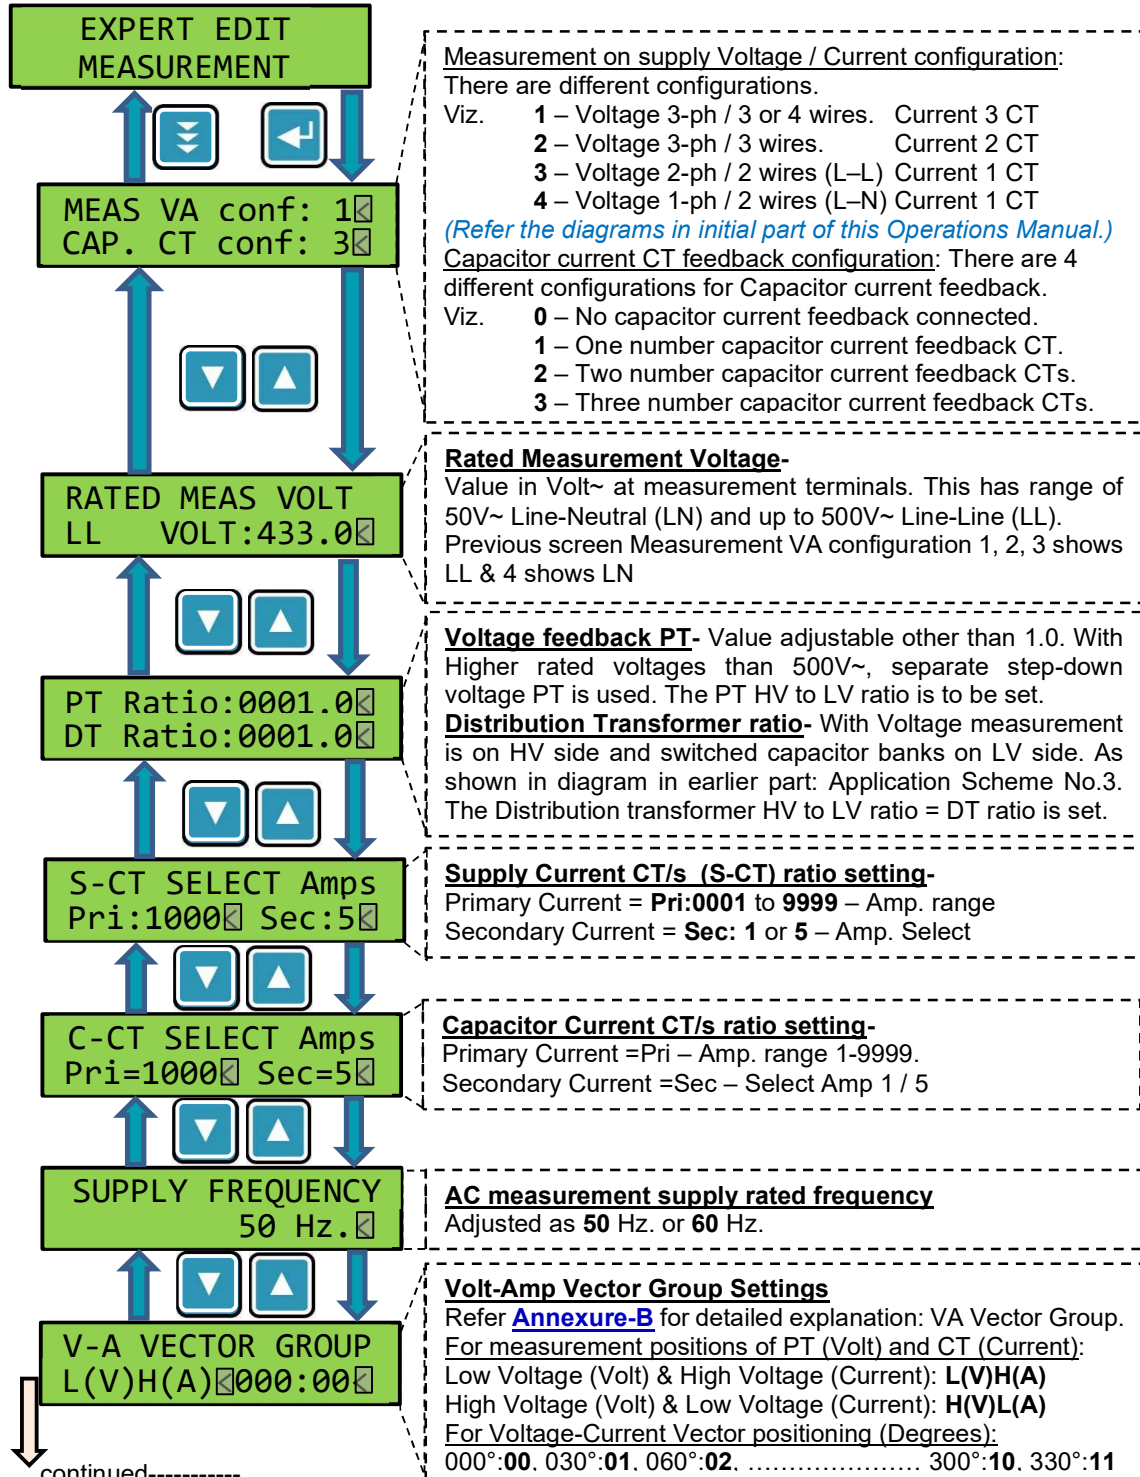 EXPERT EDIT
MEASUREMENT
Measurement on supply Voltage / Current configuration:
There are different configurations.
Viz. 1 – Voltage 3-ph / 3 or 4 wires. Current 3 CT
2 – Voltage 3-ph / 3 wires. Current 2 CT
3 – Voltage 2-ph / 2 wires (L–L) Current 1 CT
4 – Voltage 1-ph / 2 wires (L–N) Current 1 CT
(Refer the diagrams in initial part of this Operations Manual.)
Capacitor current CT feedback configuration: There are 4
different configurations for Capacitor current feedback.
Viz. 0 – No capacitor current feedback connected.
1 – One number capacitor current feedback CT.
2 – Two number capacitor current feedback CTs.
3 – Three number capacitor current feedback CTs.
MEAS VA conf: 1<
CAP. CT conf: 3<
RATED MEAS VOLT
LL VOLT:433.0<
Rated Measurement Voltage-
Value in Volt~ at measurement terminals. This has range of
50V~ Line-Neutral (LN) and up to 500V~ Line-Line (LL).
Previous screen Measurement VA configuration 1, 2, 3 shows
LL & 4 shows LN
PT Ratio:0001.0<
DT Ratio:0001.0<
Voltage feedback PT- Value adjustable other than 1.0. With
Higher rated voltages than 500V~, separate step-down
voltage PT is used. The PT HV to LV ratio is to be set.
Distribution Transformer ratio- With Voltage measurement
is on HV side and switched capacitor banks on LV side. As
shown in diagram in earlier part: Application Scheme No.3.
The Distribution transformer HV to LV ratio = DT ratio is set.
S-CT SELECT Amps
Pri:1000< Sec:5<
Supply Current CT/s (S-CT) ratio setting-
Primary Current = Pri:0001 to 9999 – Amp. range
Secondary Current = Sec: 1 or 5 – Amp. Select
C-CT SELECT Amps
Pri=1000< Sec=5<
Capacitor Current CT/s ratio setting-
Primary Current =Pri – Amp. range 1-9999.
Secondary Current =Sec – Select Amp 1 / 5
SUPPLY FREQUENCY
50 Hz.<
AC measurement supply rated frequency
Adjusted as 50 Hz. or 60 Hz.
V-A VECTOR GROUP
L(V)H(A)<000:00<
Volt-Amp Vector Group Settings
Refer Annexure-B for detailed explanation: VA Vector Group.
For measurement positions of PT (Volt) and CT (Current):
Low Voltage (Volt) & High Voltage (Current): L(V)H(A)
High Voltage (Volt) & Low Voltage (Current): H(V)L(A)
For Voltage-Current Vector positioning (Degrees):
000°:00, 030°:01, 060°:02, ..................... 300°:10, 330°:11
continued-----------